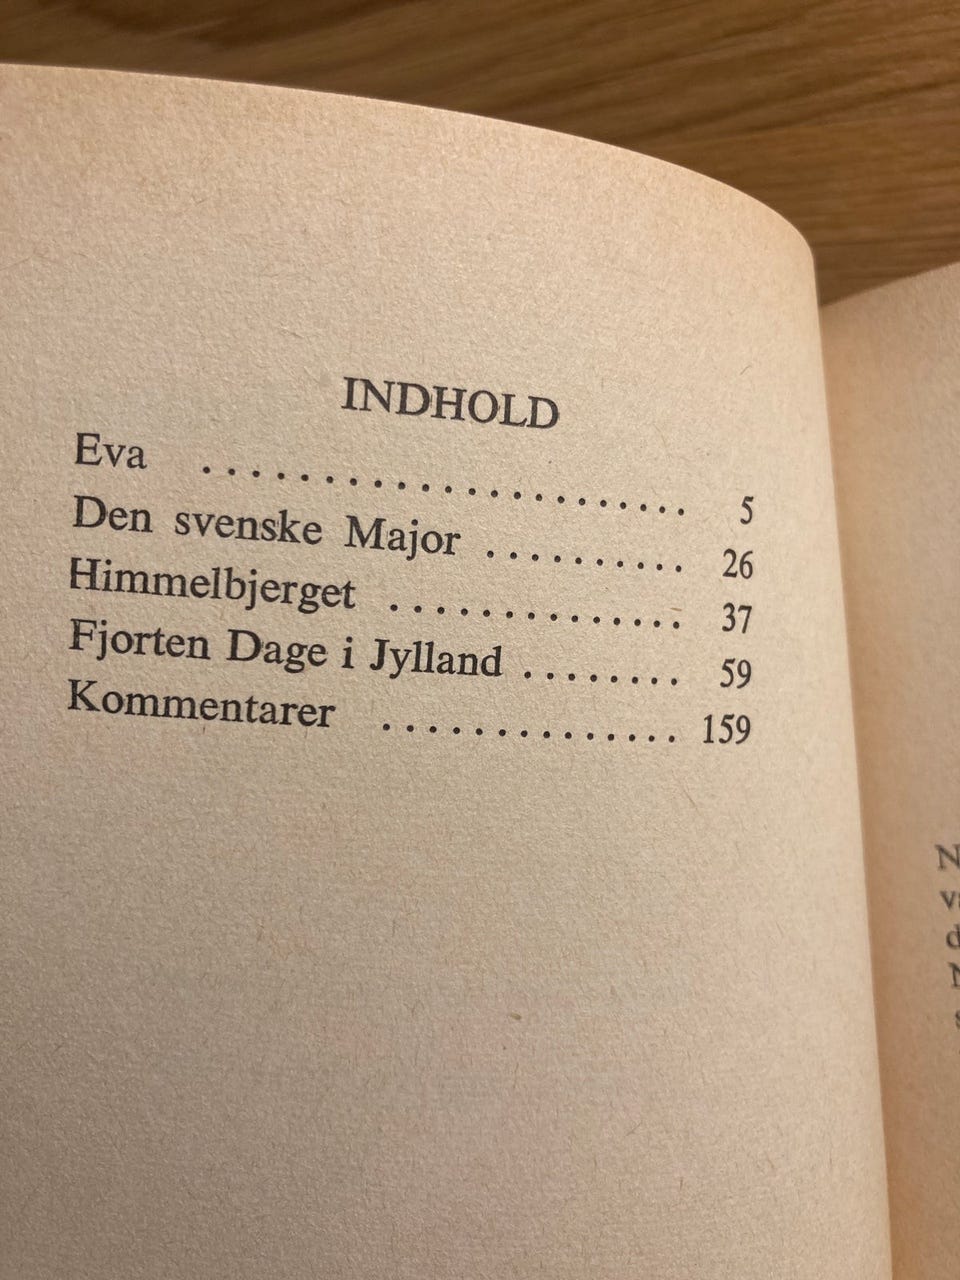 INDHOLD
Eva ...................... 5
Den svenske Major ......... 26
Himmelbjerget ............. 37
Fjorten Dage i Jylland ........ 59
Kommentarer ............. 159